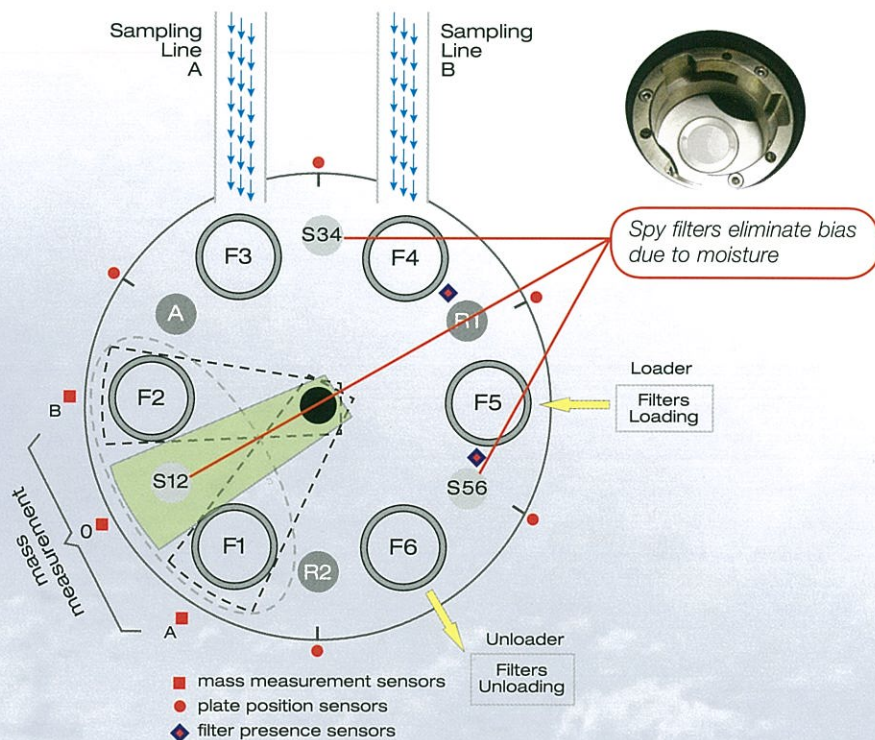 Sampling
Line
A
Sampling
Line
B
S34
F3
F4
Spy filters eliminate bias
due to moisture
A
R1
F2
F5
B
Loader
Filters
Loading
S12
S56
mass
measurement
0
F1
F6
R2
A
Unloader
Filters
Unloading
mass measurement sensors
plate position sensors
filter presence sensors